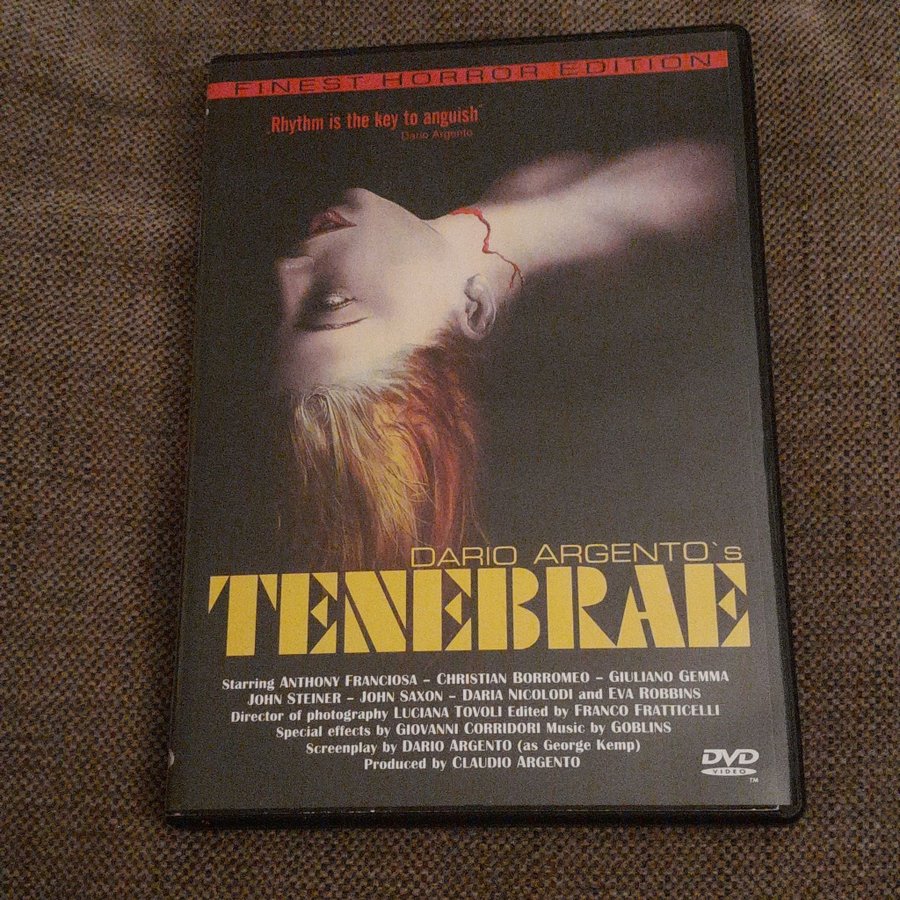 FINEST HORROR EDITION
Rhythm is the key to anguish
Dario Argento
DARIO ARGENTO`s
TENEBRAE
Starring ANTHONY FRANCIOSA – CHRISTIAN BORROMEO – GIULIANO GEMMA
JOHN STEINER – JOHN SAXON – DARIA NICOLODI and EVA ROBBINS
Director of photography LUCIANA TOVOLI Edited by FRANCO FRATTICELLI
Special effects by GIOVANNI CORRIDORI Music by GOBLINS
Screenplay by DARIO ARGENTO (as George Kemp)
Produced by CLAUDIO ARGENTO
DVD
VIDEO
TM